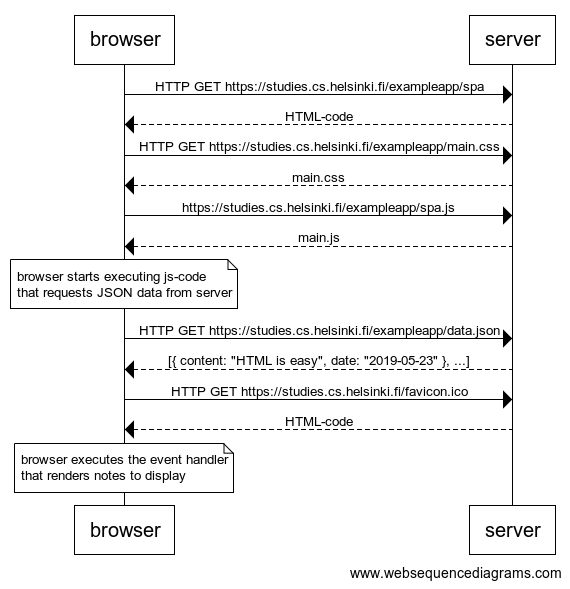 browser server
HTTP GET https://studies.cs.helsinki.fi/exampleapp/spa
HTML-code
HTTP GET https://studies.cs.helsinki.fi/exampleapp/main.css
main.css
https://studies.cs.helsinki.fi/exampleapp/spa.js
main.js
browser starts executing js-code
that requests JSON data from server
HTTP GET https://studies.cs.helsinki.fi/exampleapp/data.json
[{ content: "HTML is easy", date: "2019-05-23" }, ...]
HTTP GET https://studies.cs.helsinki.fi/favicon.ico
HTML-code
browser executes the event handler
that renders notes to display
browser server
www.websequencediagrams.com